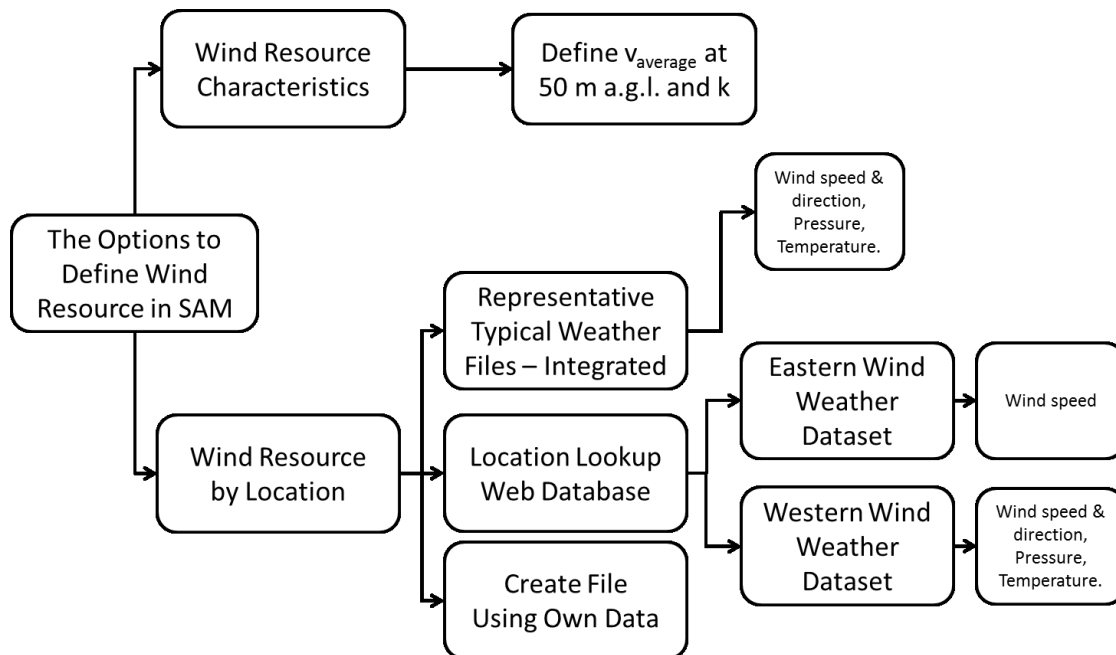 Wind Resource
Characteristics
Define vaverage at
50 m a.g.l. and k
Wind speed &
direction,
Pressure,
Temperature.
The Options to
Define Wind
Resource in SAM
Representative
Typical Weather
Files – Integrated
Eastern Wind
Weather
Dataset
Wind speed
Wind Resource
by Location
Location Lookup
Web Database
Western Wind
Weather
Dataset
Wind speed &
direction,
Pressure,
Temperature.
Create File
Using Own Data